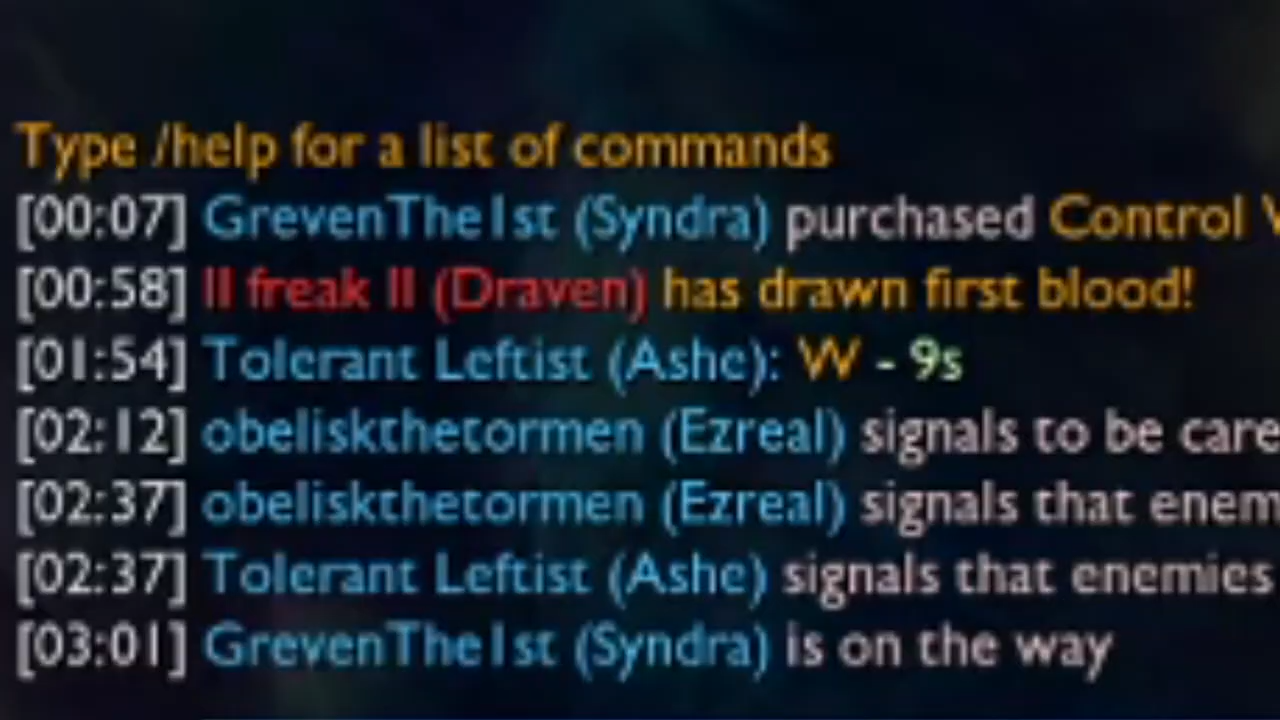 Type /help for a list of commands
[00:07] GrevenThe1st (Syndra) purchased Control
[00:58] ll freak ll (Draven) has drawn first blood!
[01:54] Tolerant Leftist (Ashe): W - 9s
[02:12] obeliskthetormen (Ezreal) signals to be care
[02:37] obeliskthetormen (Ezreal) signals that enem
[02:37] Tolerant Leftist (Ashe) signals that enemies
[03:01] GrevenThe1st (Syndra) is on the way